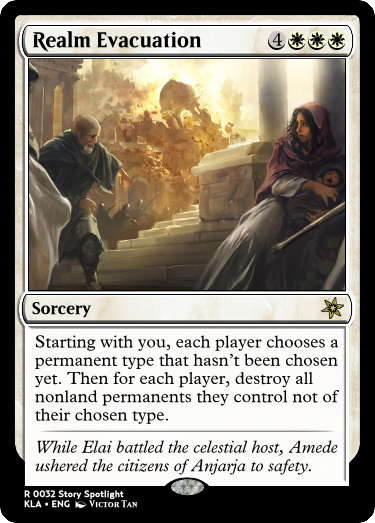 Realm Evacuation 4
Sorcery
Starting with you, each player chooses a
permanent type that hasn't been chosen
yet. Then for each player, destroy all
nonland permanents they control not of
their chosen type.
While Elai battled the celestial host, Amede
ushered the citizens of Anjarja to safety.
R 0032 Story Spotlight
KLA • ENG Victor Tan